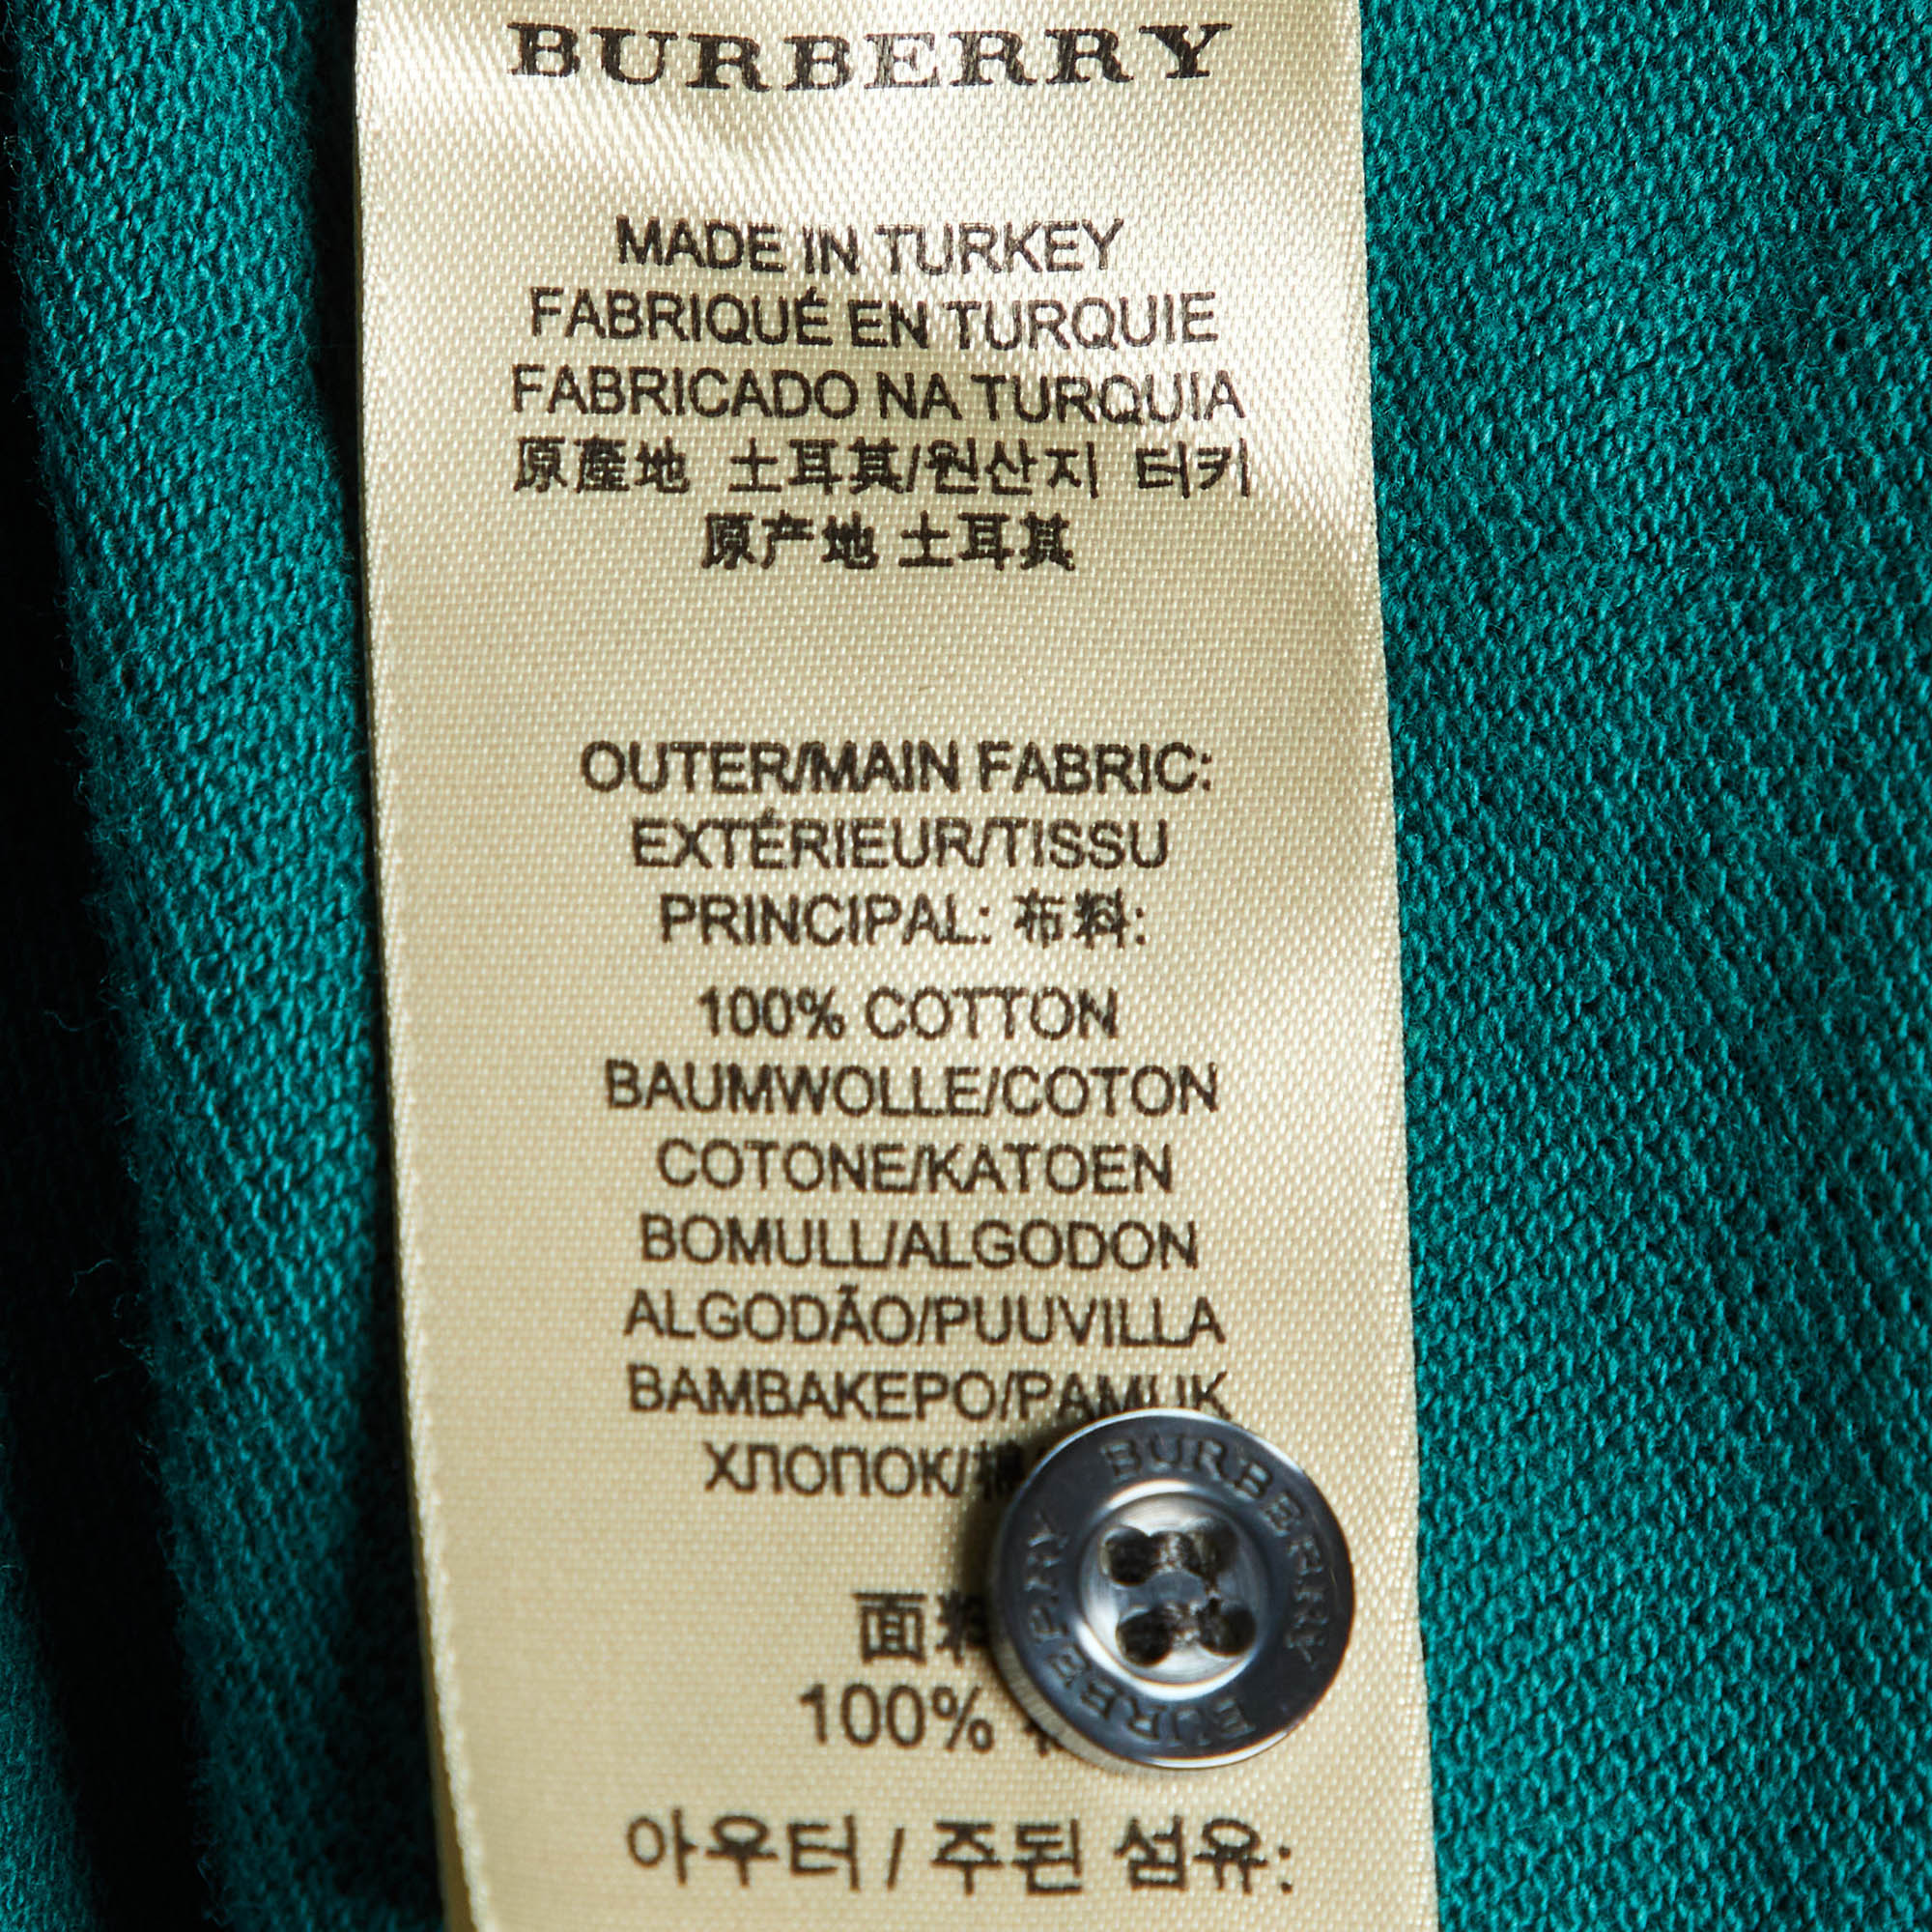 BURBERRY
MADE IN TURKEY
FABRIQUÉ EN TURQUIE
FABRICADO NA TURQUIA
原產地 土耳其/원산지 터키
原产地 土耳其
OUTER/MAIN FABRIC:
EXTÉRIEUR/TISSU
PRINCIPAL: 布料:
100% COTTON
BAUMWOLLE/COTON
COTONE/KATOEN
BOMULL/ALGODON
ALGODÃO/PUUVILLA
BAMBAKEPO/PAMUK
ХЛОПОК/
面料
100%
아우터 / 주된 섬유:
BURBERRY
BURBERRY